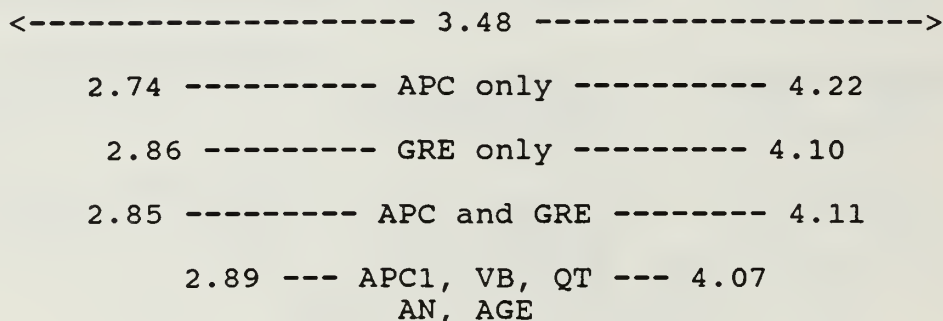 <--------------------- 3.48 -------------------->
2.74 ---------- APC only ---------- 4.22
2.86 --------- GRE only --------- 4.10
2.85 --------- APC and GRE -------- 4.11
2.89 --- APC1, VB, QT --- 4.07
AN, AGE